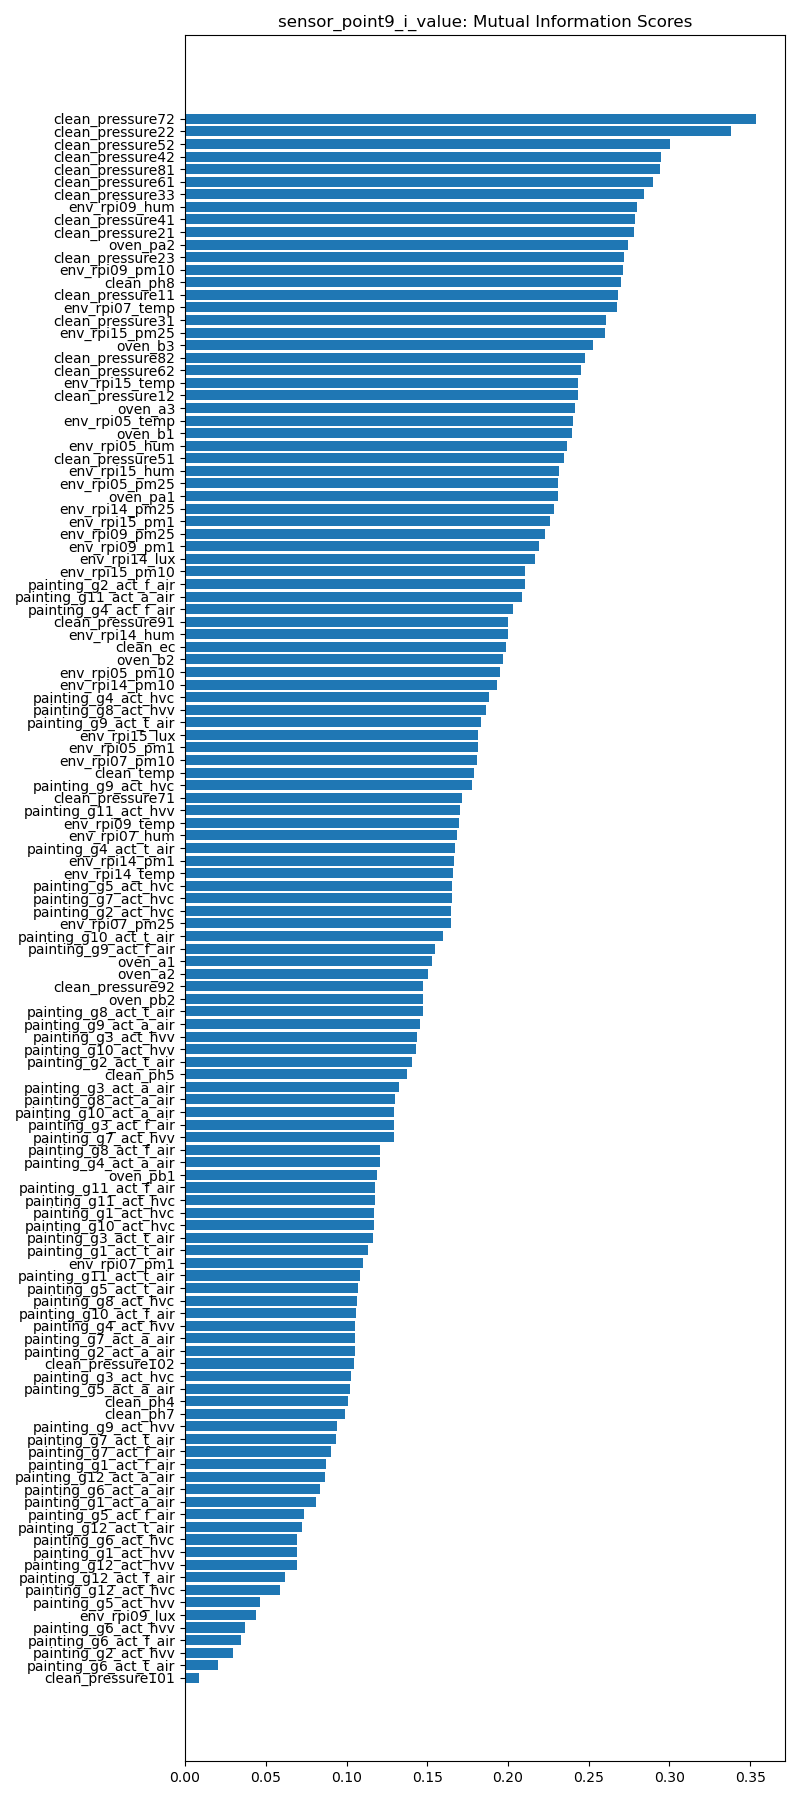 sensor_point9_i_value: Mutual Information Scores
clean_pressure72
clean_pressure22
clean_pressure52
clean_pressure42
clean_pressure81
clean_pressure61
clean_pressure33
env_rpi09_hum
clean_pressure41
clean_pressure21
oven_pa2
clean_pressure23
env_rpi09_pm10
clean_ph8
clean_pressure11
env_rpi07_temp
clean_pressure31
env_rpi15_pm25
oven_b3
clean_pressure82
clean_pressure62
env_rpi15_temp
clean_pressure12
oven_a3
env_rpi05_temp
oven_b1
env_rpi05_hum
clean_pressure51
env_rpi15_hum
env_rpi05_pm25
oven_pa1
env_rpi14_pm25
env_rpi15_pm1
env_rpi09_pm25
env_rpi09_pm1
env_rpi14_lux
env_rpi15_pm10
painting_g2_act_f_air
painting_g11_act_a_air
painting_g4_act_f_air
clean_pressure91
env_rpi14_hum
clean_ec
oven_b2
env_rpi05_pm10
env_rpi14_pm10
painting_g4_act_hvc
painting_g8_act_hvv
painting_g9_act_t_air
env_rpi15_lux
env_rpi05_pm1
env_rpi07_pm10
clean_temp
painting_g9_act_hvc
clean_pressure71
painting_g11_act_hvv
env_rpi09_temp
env_rpi07_hum
painting_g4_act_t_air
env_rpi14_pm1
env_rpi14_temp
painting_g5_act_hvc
painting_g7_act_hvc
painting_g2_act_hvc
env_rpi07_pm25
painting_g10_act_t_air
painting_g9_act_f_air
oven_a1
oven_a2
clean_pressure92
oven_pb2
painting_g8_act_t_air
painting_g9_act_a_air
painting_g3_act_hvv
painting_g10_act_hvv
painting_g2_act_t_air
clean_ph5
painting_g3_act_a_air
painting_g8_act_a_air
painting_g10_act_a_air
painting_g3_act_f_air
painting_g7_act_hvv
painting_g8_act_f_air
painting_g4_act_a_air
oven_pb1
painting_g11_act_f_air
painting_g11_act_hvc
painting_g1_act_hvc
painting_g10_act_hvc
painting_g3_act_t_air
painting_g1_act_t_air
env_rpi07_pm1
painting_g11_act_t_air
painting_g5_act_t_air
painting_g8_act_hvc
painting_g10_act_f_air
painting_g4_act_hvv
painting_g7_act_a_air
painting_g2_act_a_air
clean_pressure102
painting_g3_act_hvc
painting_g5_act_a_air
clean_ph4
clean_ph7
painting_g9_act_hvv
painting_g7_act_t_air
painting_g7_act_f_air
painting_g1_act_f_air
painting_g12_act_a_air
painting_g6_act_a_air
painting_g1_act_a_air
painting_g5_act_f_air
painting_g12_act_t_air
painting_g6_act_hvc
painting_g1_act_hvv
painting_g12_act_hvv
painting_g12_act_f_air
painting_g12_act_hvc
painting_g5_act_hvv
env_rpi09_lux
painting_g6_act_hvv
painting_g6_act_f_air
painting_g2_act_hvv
painting_g6_act_t_air
clean_pressure101
0.00 0.05 0.10 0.15 0.20 0.25 0.30 0.35